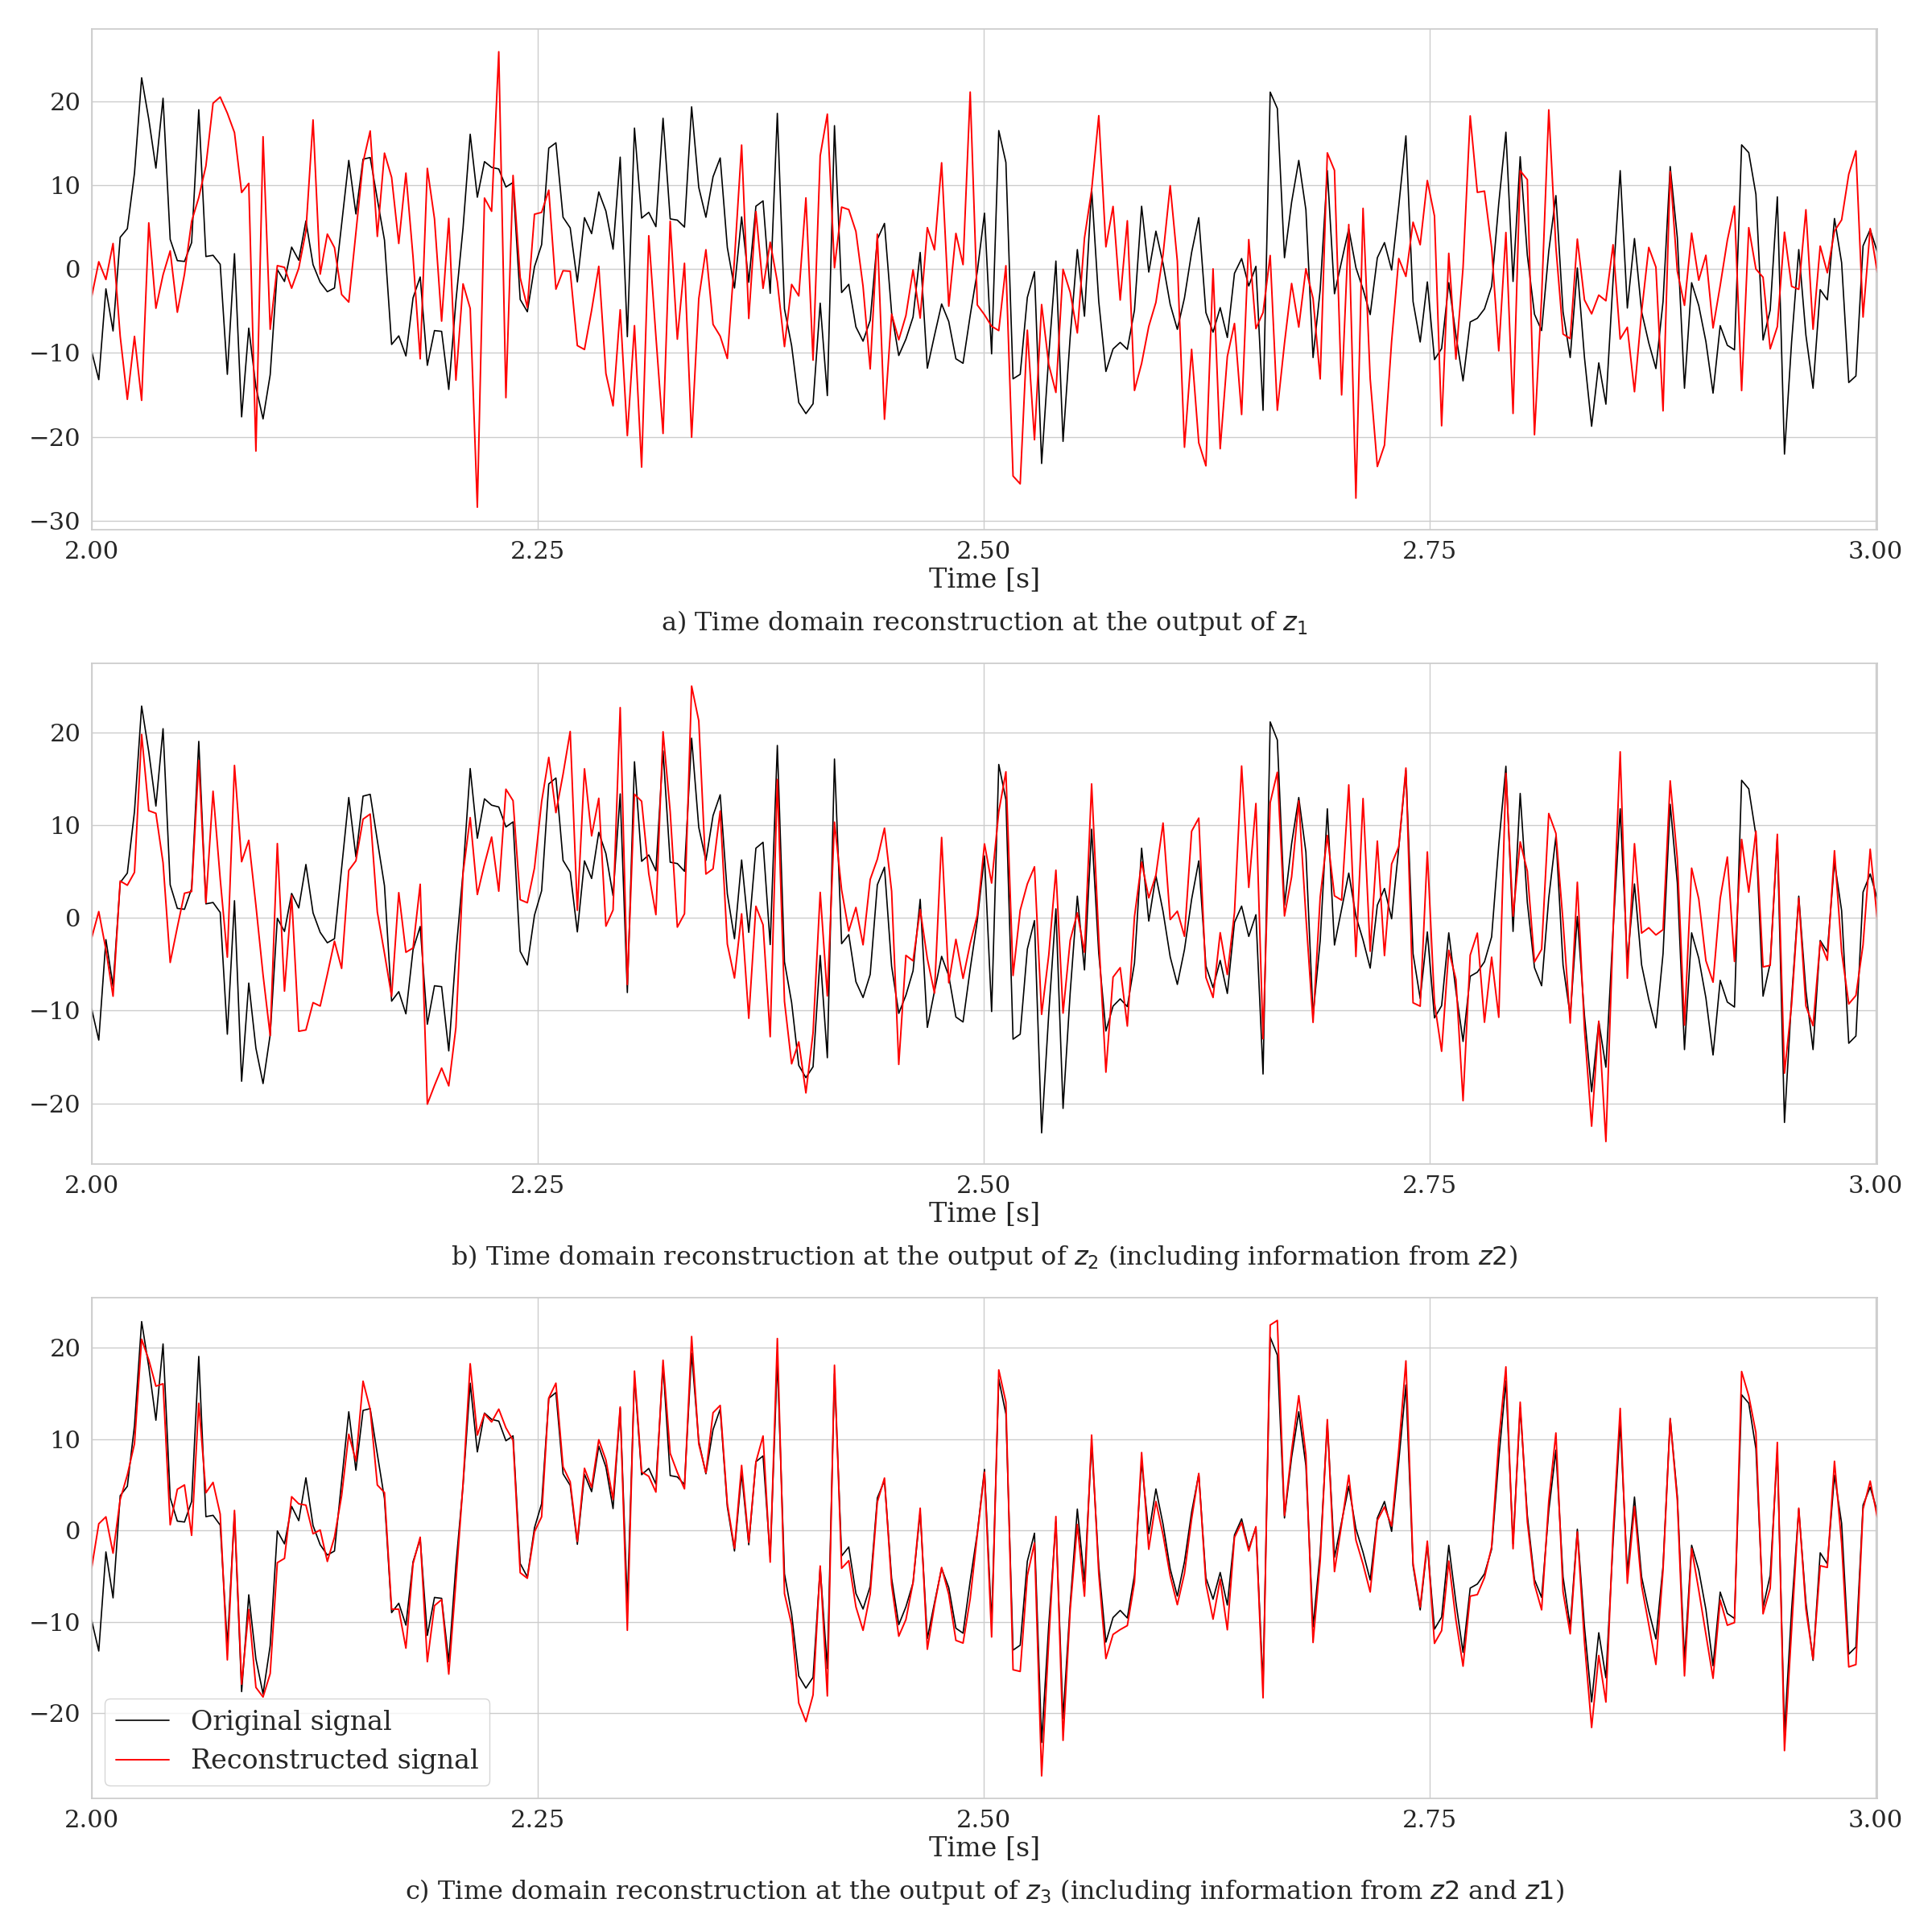 20
10
0
−10
−20
−30
2.00 2.25 2.50 2.75 3.00
Time [s]
a) Time domain reconstruction at the output of z₁
20
10
0
−10
−20
2.00 2.25 2.50 2.75 3.00
Time [s]
b) Time domain reconstruction at the output of z₂ (including information from z2)
20
10
0
−10
−20
Original signal
Reconstructed signal
2.00 2.25 2.50 2.75 3.00
Time [s]
c) Time domain reconstruction at the output of z₃ (including information from z2 and z1)